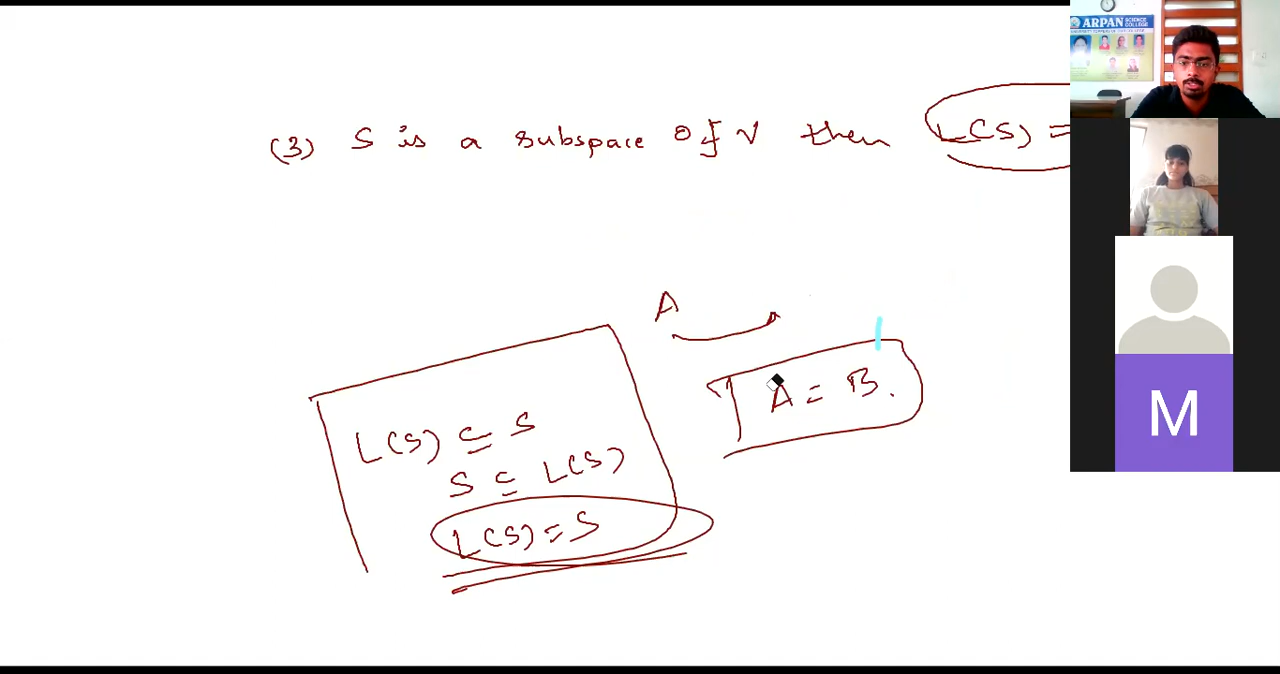 ARPAN SCIENCE COLLEGE
(3) S is a subspace of V then L(S) =
A
A = B.
L(S) ⊆ S
S ⊆ L(S)
L(S) = S
M